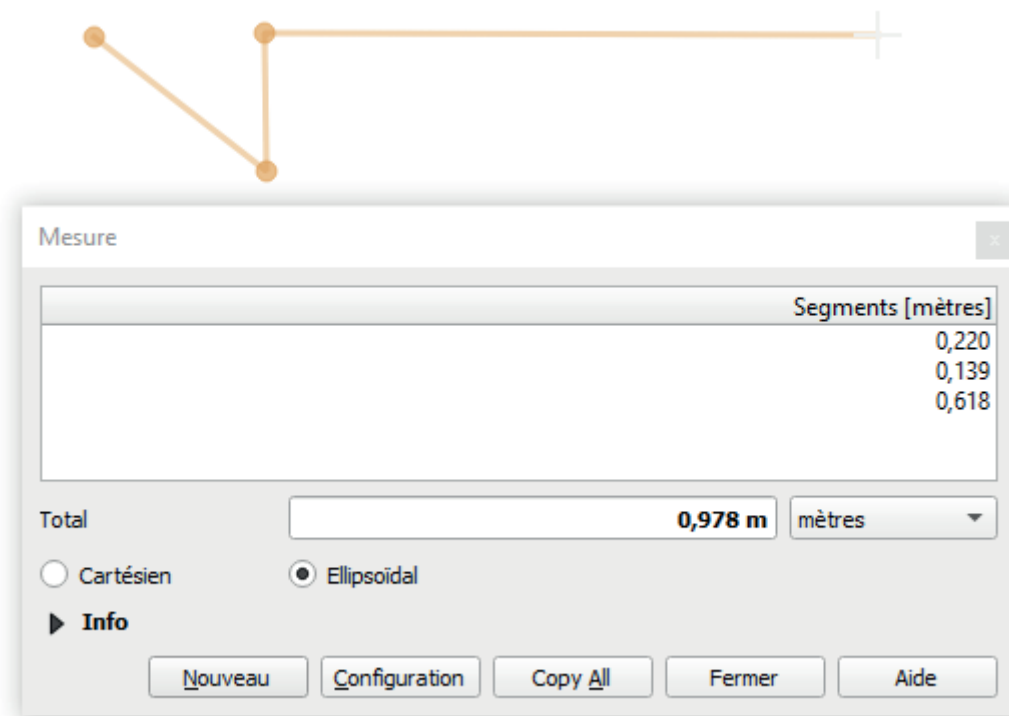 Mesure
x
Segments [mètres]
0,220
0,139
0,618
Total 0,978 m mètres
Cartésien Ellipsoïdal
Info
Nouveau Configuration Copy All Fermer Aide